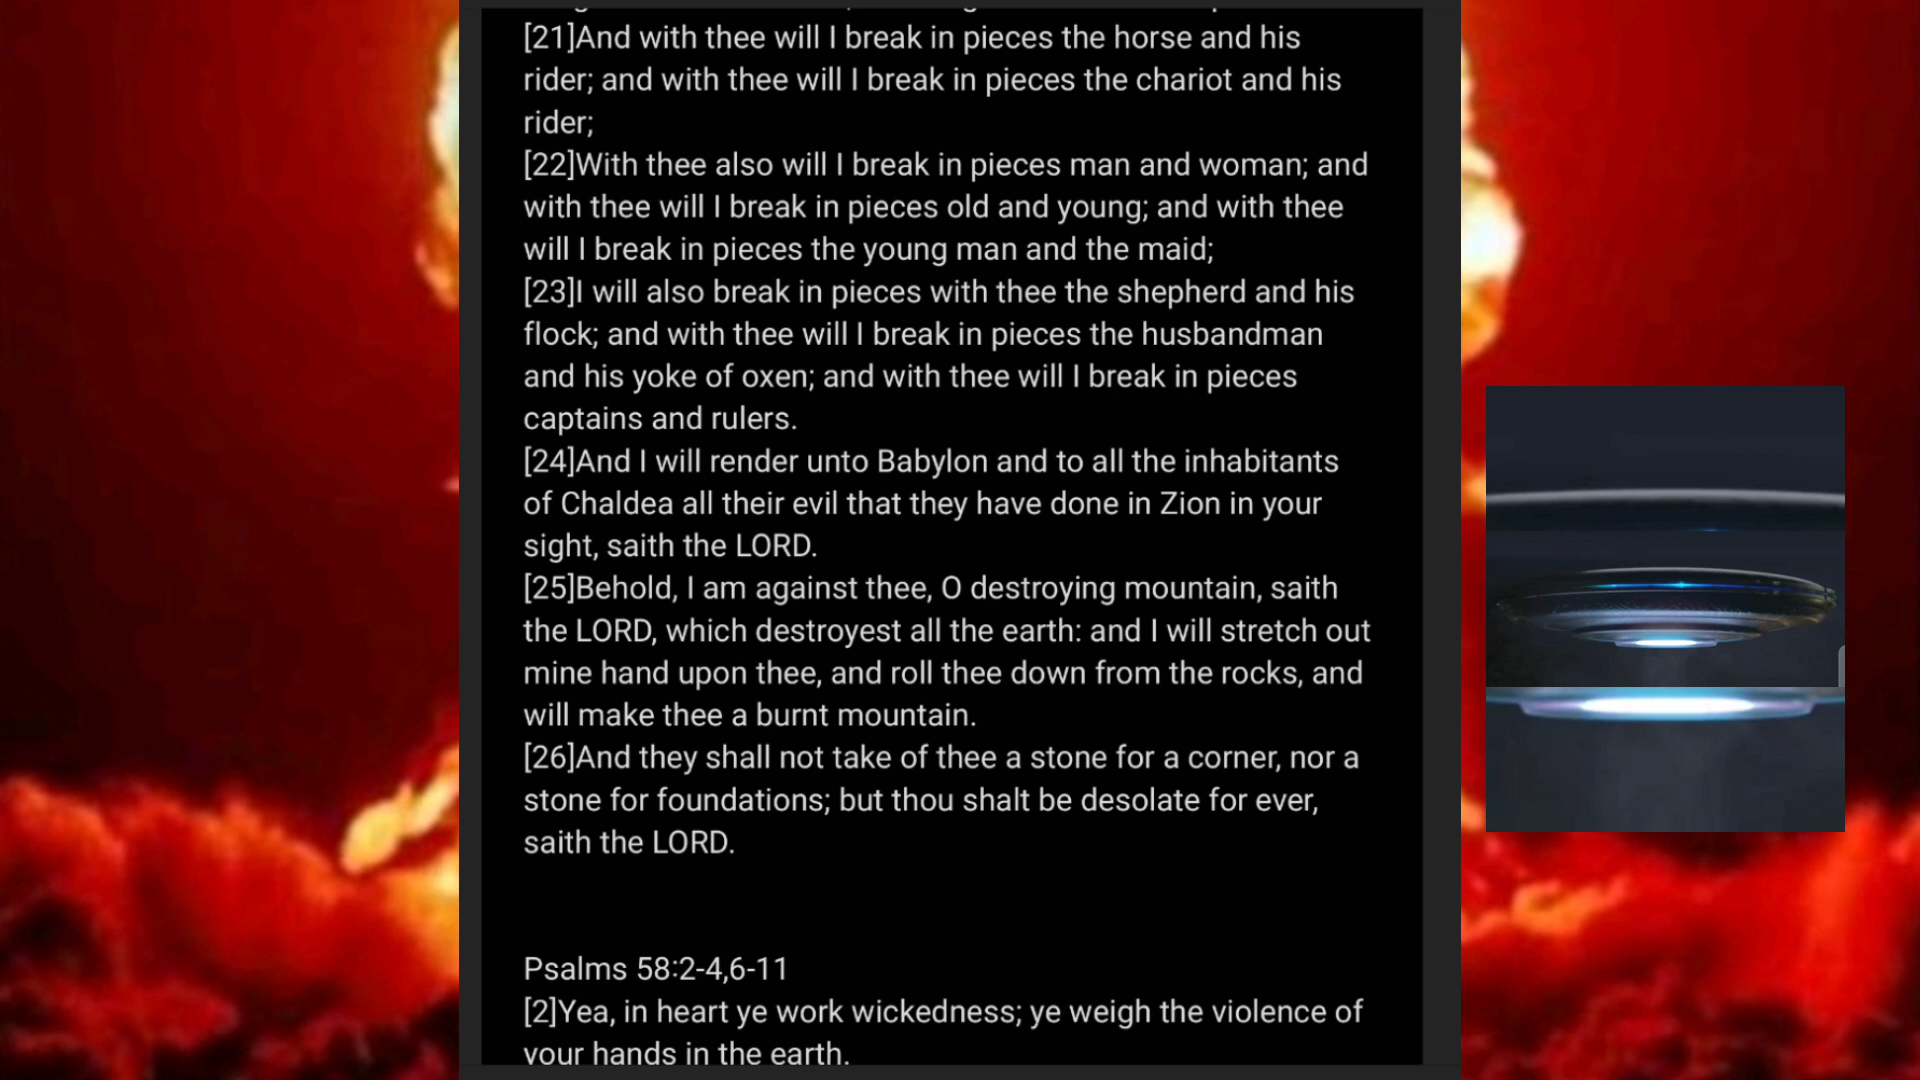 [21]And with thee will I break in pieces the horse and his
rider; and with thee will I break in pieces the chariot and his
rider;
[22]With thee also will I break in pieces man and woman; and
with thee will I break in pieces old and young; and with thee
will I break in pieces the young man and the maid;
[23]I will also break in pieces with thee the shepherd and his
flock; and with thee will I break in pieces the husbandman
and his yoke of oxen; and with thee will I break in pieces
captains and rulers.
[24]And I will render unto Babylon and to all the inhabitants
of Chaldea all their evil that they have done in Zion in your
sight, saith the LORD.
[25]Behold, I am against thee, O destroying mountain, saith
the LORD, which destroyest all the earth: and I will stretch out
mine hand upon thee, and roll thee down from the rocks, and
will make thee a burnt mountain.
[26]And they shall not take of thee a stone for a corner, nor a
stone for foundations; but thou shalt be desolate for ever,
saith the LORD.
Psalms 58:2-4,6-11
[2]Yea, in heart ye work wickedness; ye weigh the violence of
your hands in the earth.